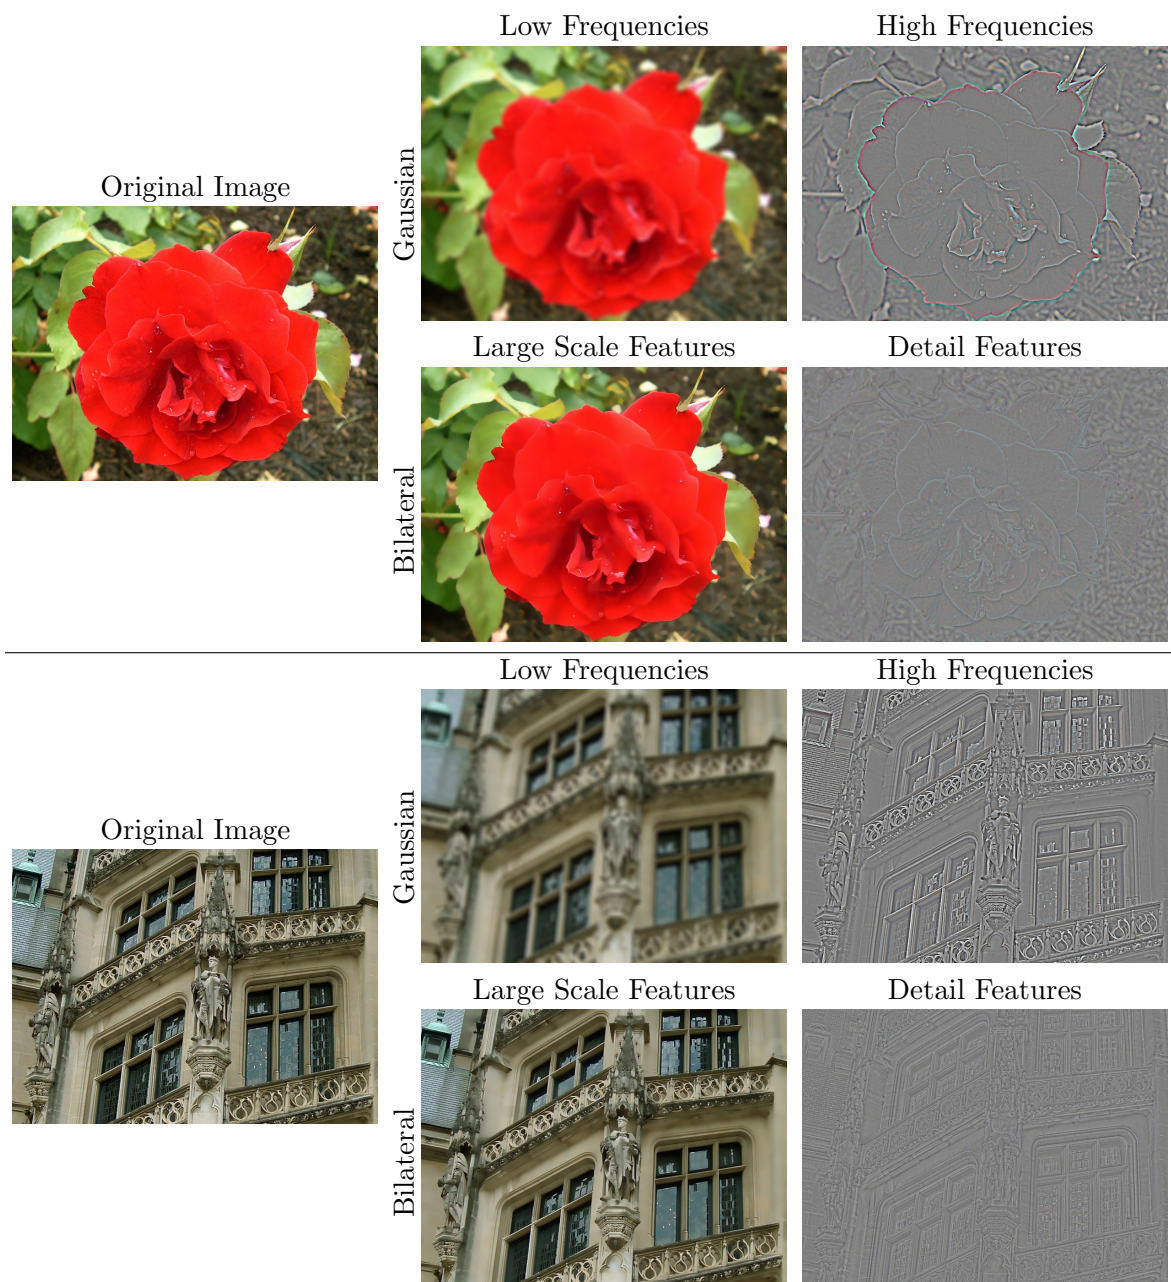 Low Frequencies
High Frequencies
Gaussian
Original Image
Large Scale Features
Detail Features
Bilateral
Low Frequencies
High Frequencies
Gaussian
Original Image
Large Scale Features
Detail Features
Bilateral